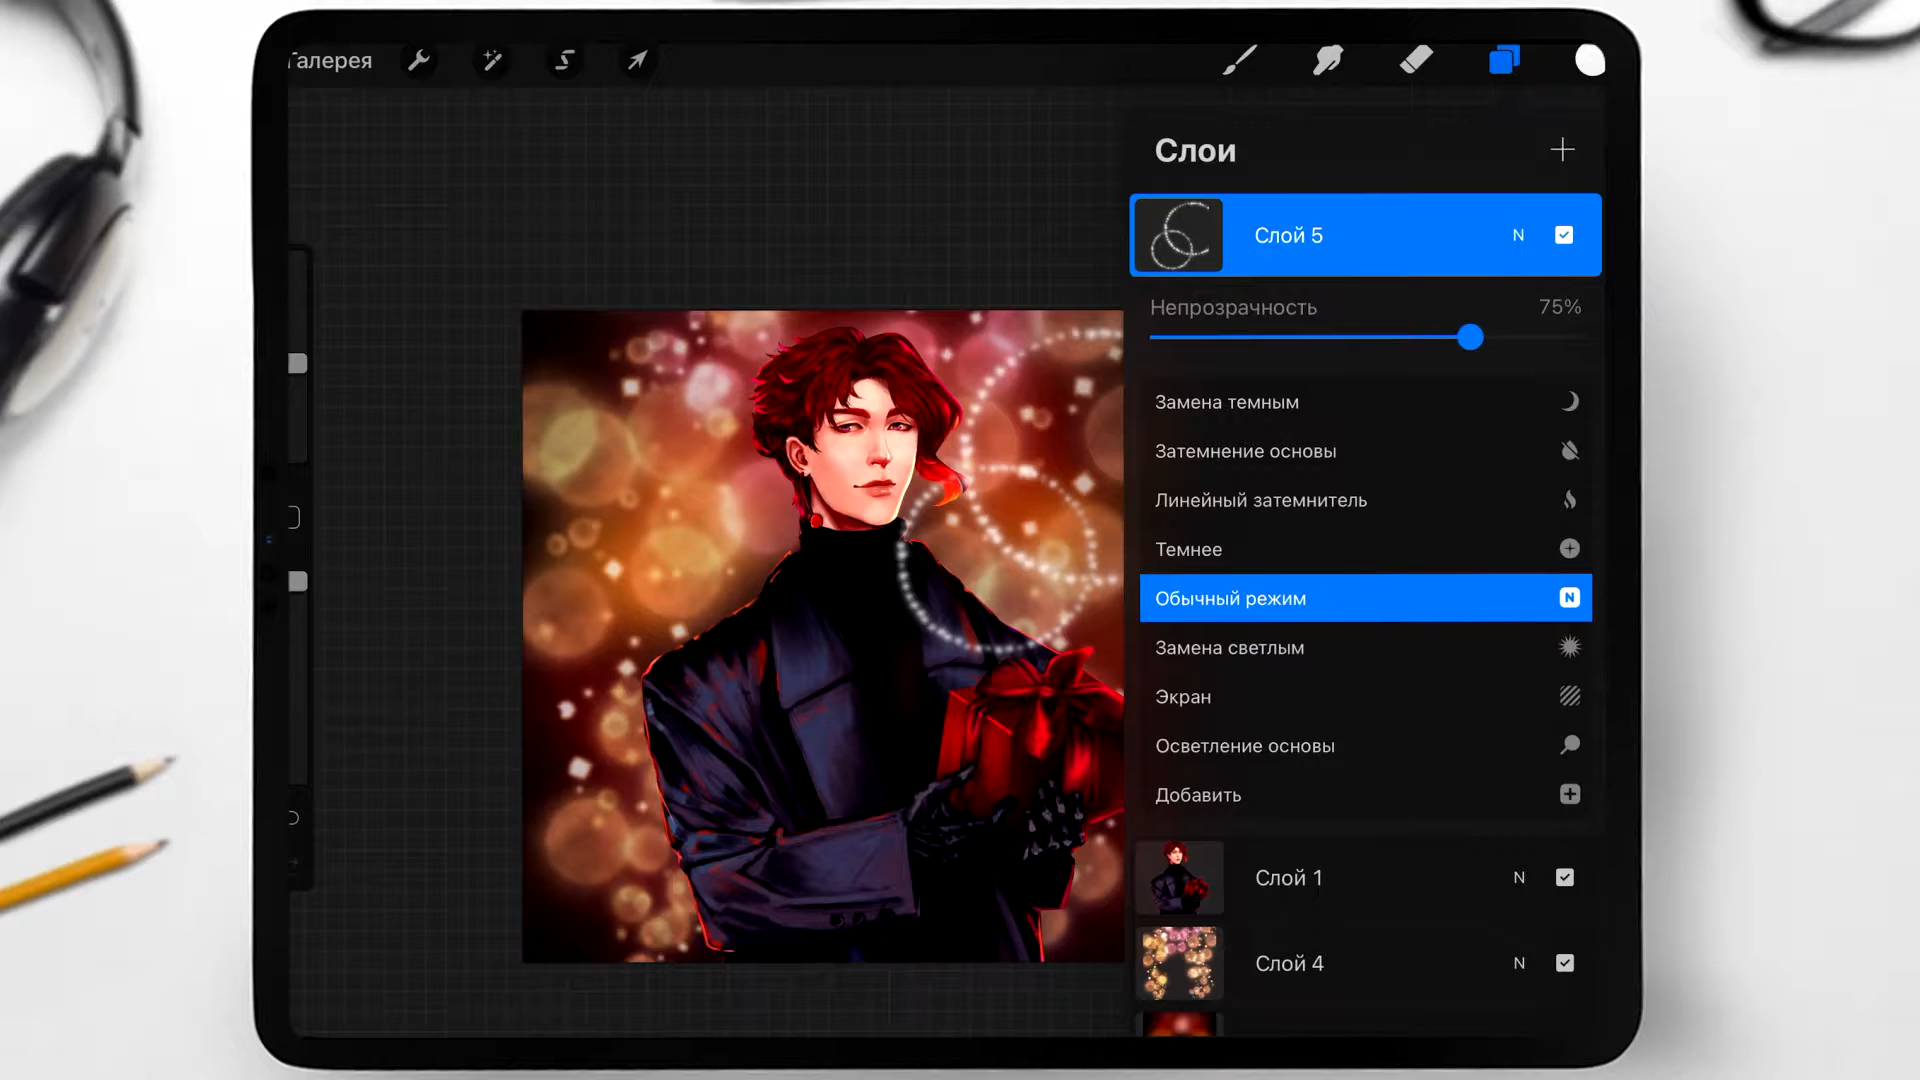 Галерея
Слои
Слой 5 N
Непрозрачность 75%
Замена темным
Затемнение основы
Линейный затемнитель
Темнее
Обычный режим N
Замена светлым
Экран
Осветление основы
Добавить
Слой 1 N
Слой 4 N